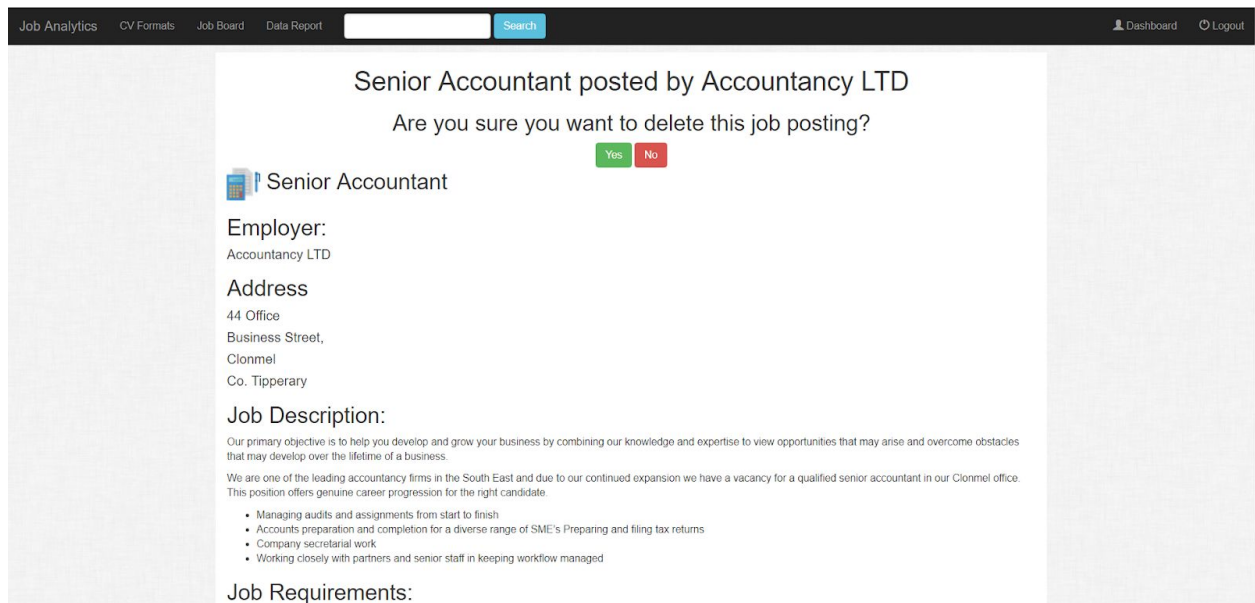 Job Analytics CV Formats Job Board Data Report Search Dashboard Logout
Senior Accountant posted by Accountancy LTD
Are you sure you want to delete this job posting?
Yes No
Senior Accountant
Employer:
Accountancy LTD
Address
44 Office
Business Street,
Clonmel
Co. Tipperary
Job Description:
Our primary objective is to help you develop and grow your business by combining our knowledge and expertise to view opportunities that may arise and overcome obstacles
that may develop over the lifetime of a business.
We are one of the leading accountancy firms in the South East and due to our continued expansion we have a vacancy for a qualified senior accountant in our Clonmel office.
This position offers genuine career progression for the right candidate.
• Managing audits and assignments from start to finish
• Accounts preparation and completion for a diverse range of SME's Preparing and filing tax returns
• Company secretarial work
• Working closely with partners and senior staff in keeping workflow managed
Job Requirements: